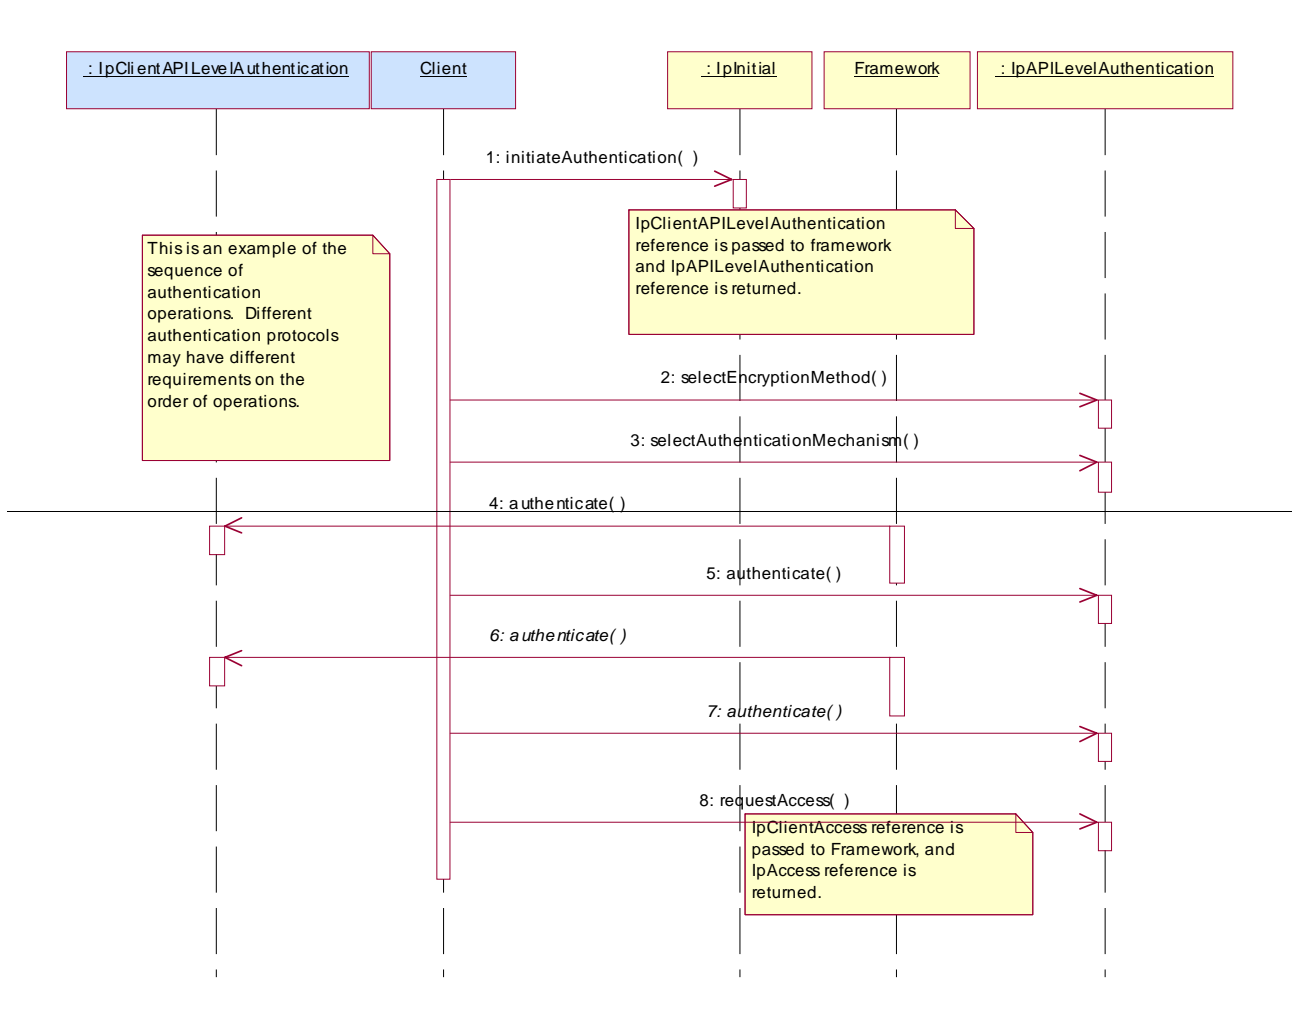 : IpClientAPILevelAuthentication
Client
: IpInitial
Framework
: IpAPILevelAuthentication
1: initiateAuthentication( )
IpClientAPILevelAuthentication
reference is passed to framework
and IpAPILevelAuthentication
reference is returned.
This is an example of the
sequence of
authentication
operations. Different
authentication protocols
may have different
requirements on the
order of operations.
2: selectEncryptionMethod( )
3: selectAuthenticationMechanism( )
4: authenticate( )
5: authenticate( )
6: authenticate( )
7: authenticate( )
8: requestAccess( )
IpClientAccess reference is
passed to Framework, and
IpAccess reference is
returned.